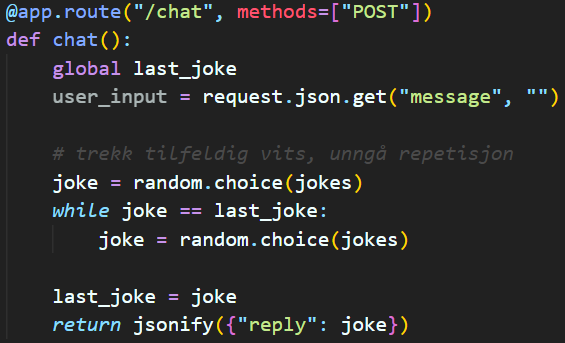 @app.route("/chat", methods=["POST"])
def chat():
    global last_joke
    user_input = request.json.get("message", "")

    # trekk tilfeldig vits, unngå repetisjon
    joke = random.choice(jokes)
    while joke == last_joke:
        joke = random.choice(jokes)

    last_joke = joke
    return jsonify({"reply": joke})